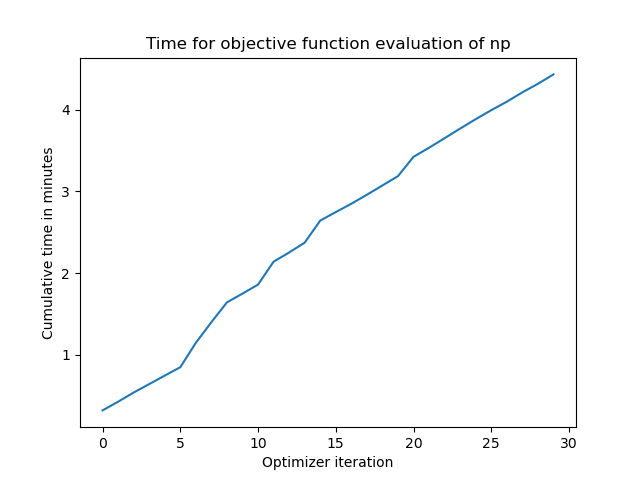 Time for objective function evaluation of np
Cumulative time in minutes
4
3
2
1
0 5 10 15 20 25 30
Optimizer iteration